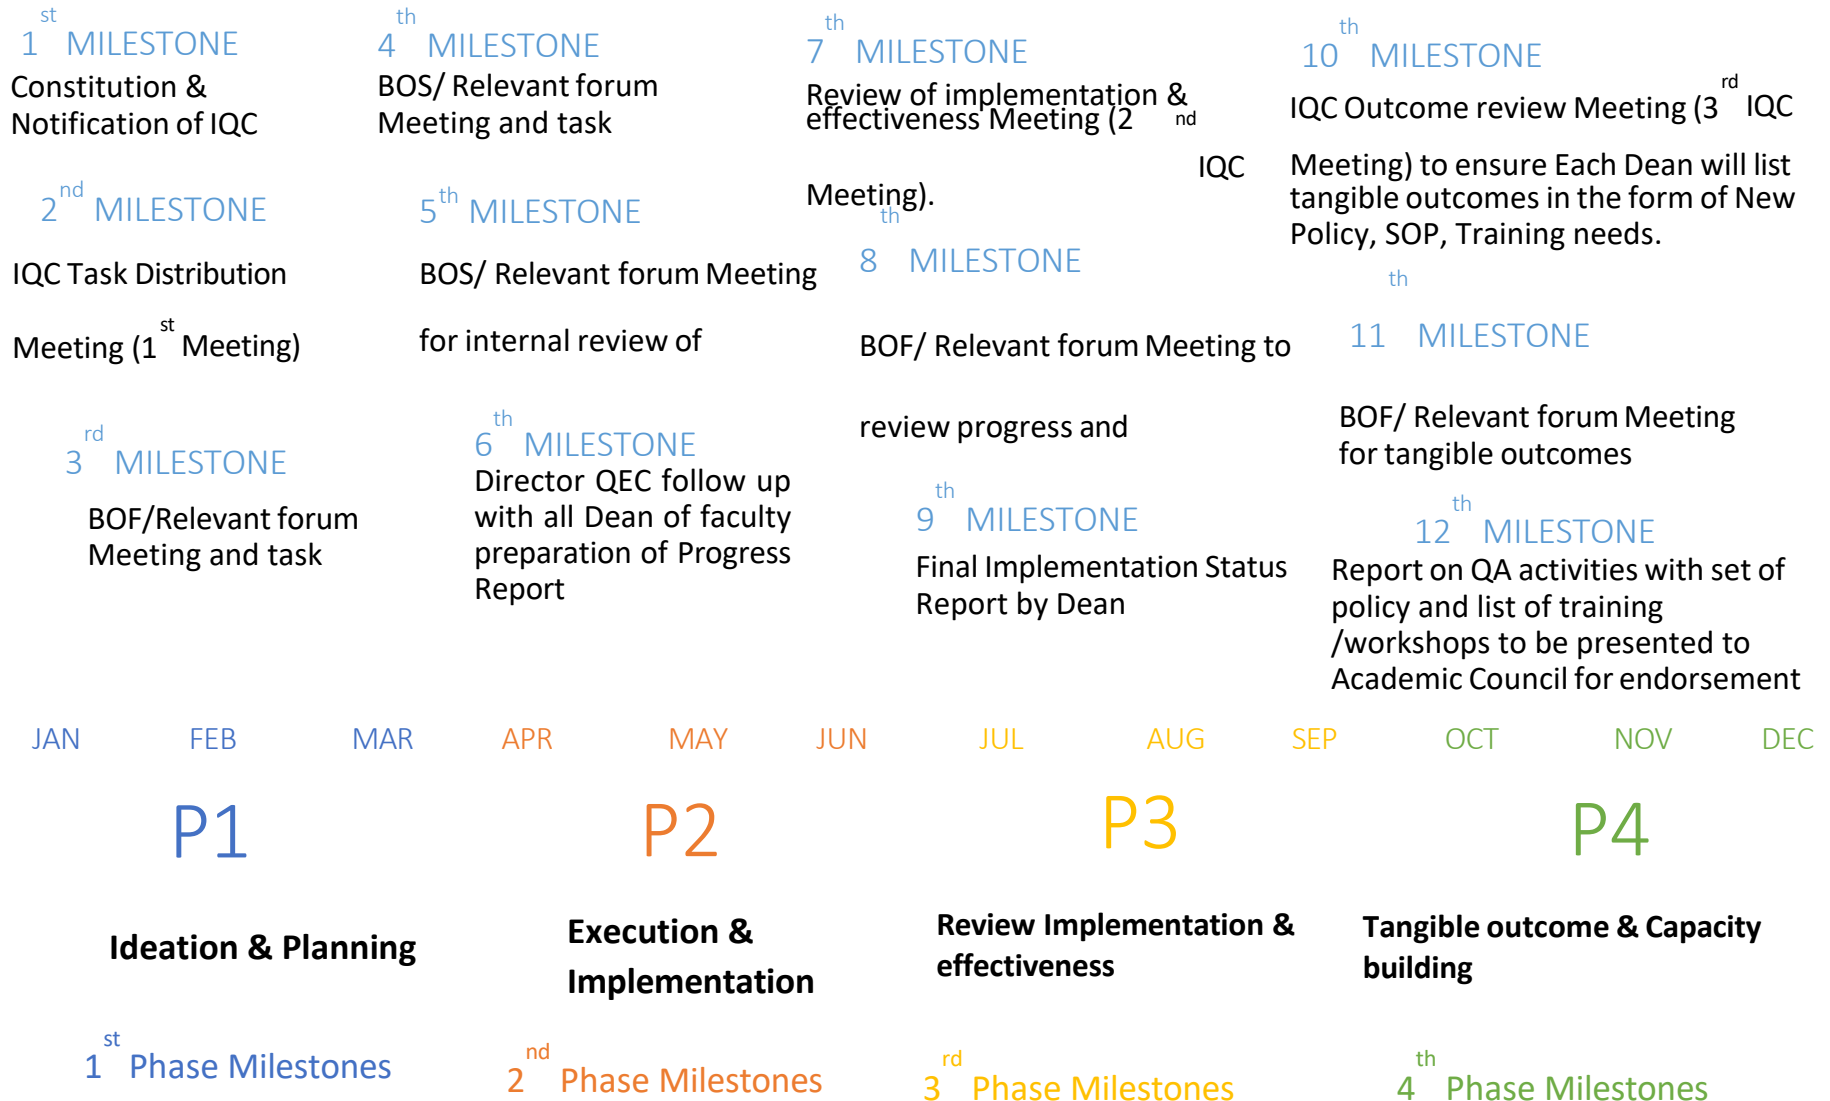 1st MILESTONE
Constitution &
Notification of IQC
2nd MILESTONE
IQC Task Distribution
Meeting (1st Meeting)
3rd MILESTONE
BOF/Relevant forum
Meeting and task
4th MILESTONE
BOS/ Relevant forum
Meeting and task
5th MILESTONE
BOS/ Relevant forum Meeting
for internal review of
6th MILESTONE
Director QEC follow up
with all Dean of faculty
preparation of Progress
Report
7th MILESTONE
Review of implementation &
effectiveness Meeting (2nd
IQC
Meeting).
8th MILESTONE
BOF/ Relevant forum Meeting to
review progress and
9th MILESTONE
Final Implementation Status
Report by Dean
10th MILESTONE
IQC Outcome review Meeting (3rd IQC
Meeting) to ensure Each Dean will list
tangible outcomes in the form of New
Policy, SOP, Training needs.
11th MILESTONE
BOF/ Relevant forum Meeting
for tangible outcomes
12th MILESTONE
Report on QA activities with set of
policy and list of training
/workshops to be presented to
Academic Council for endorsement
JAN FEB MAR APR MAY JUN JUL AUG SEP OCT NOV DEC
P1 P2 P3 P4
Ideation & Planning
Execution &
Implementation
Review Implementation &
effectiveness
Tangible outcome & Capacity
building
1st Phase Milestones
2nd Phase Milestones
3rd Phase Milestones
4th Phase Milestones